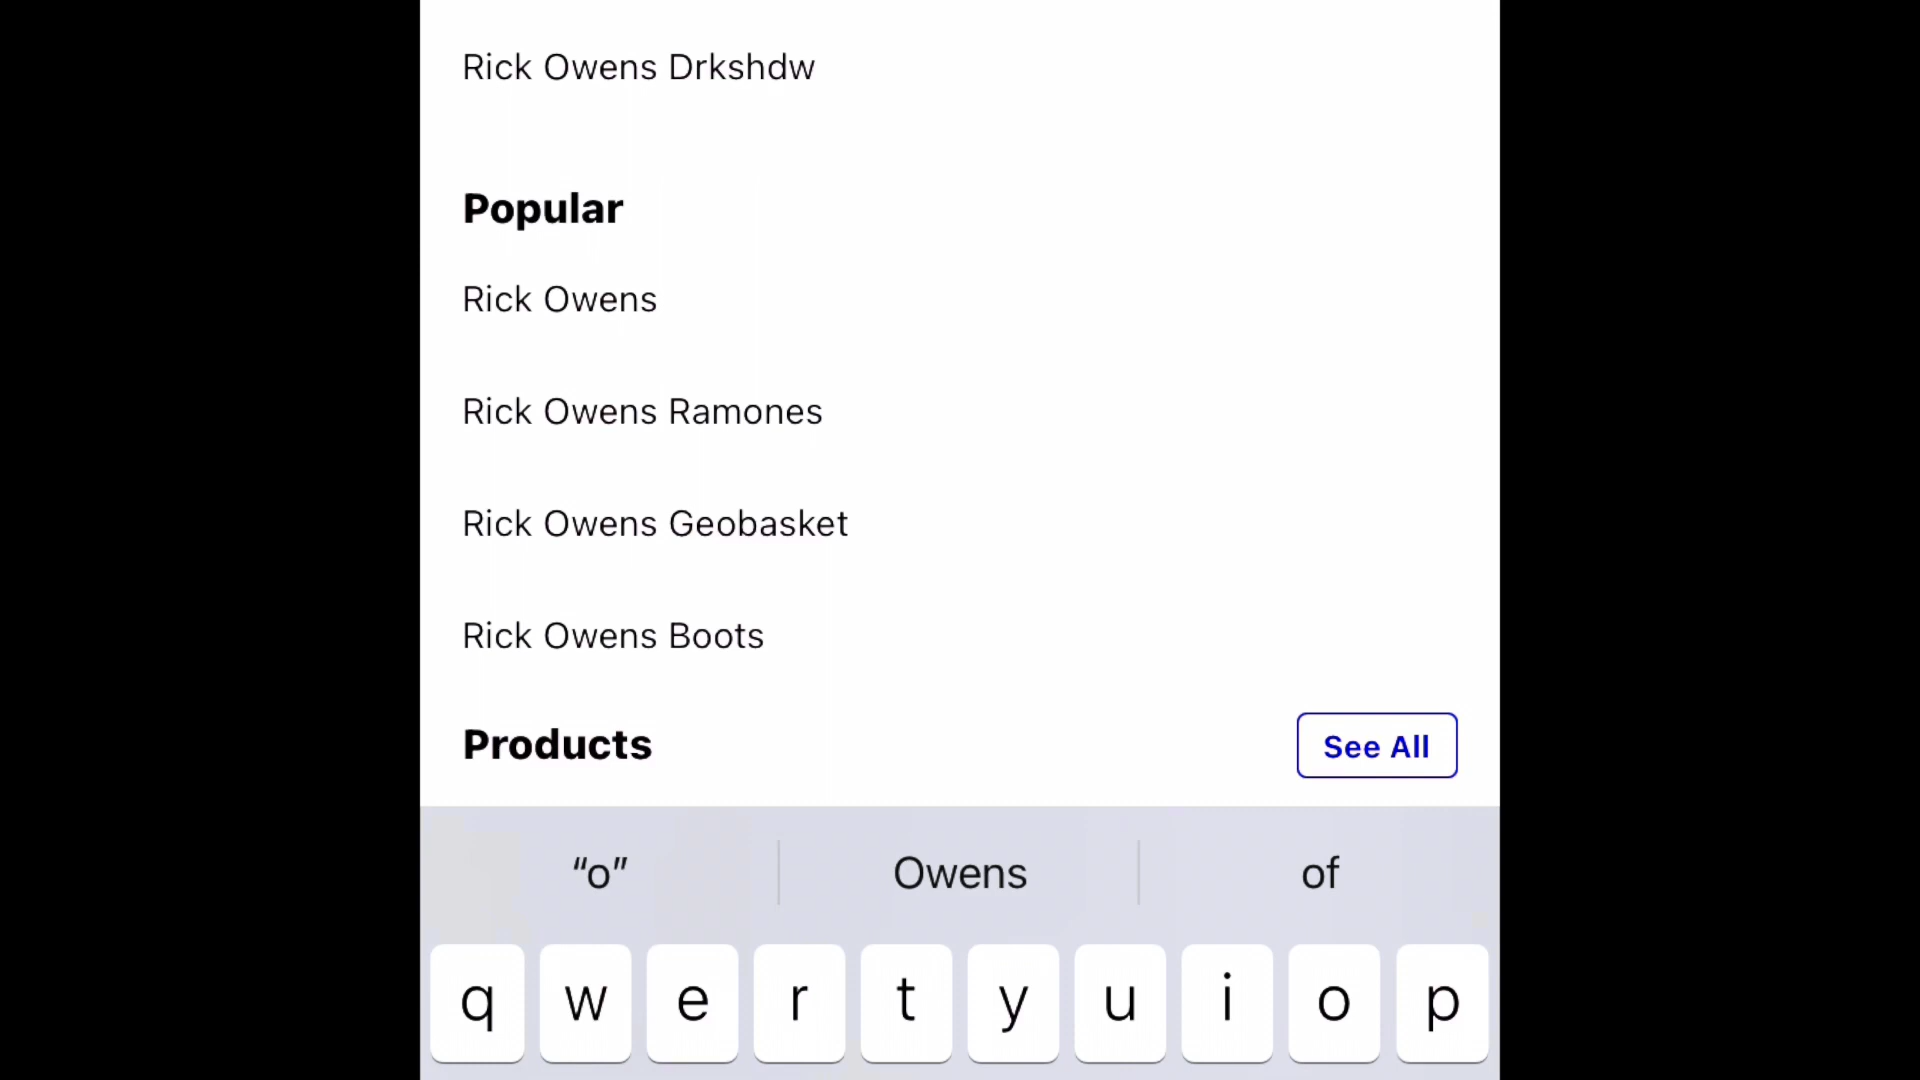 Rick Owens Drkshdw
Popular
Rick Owens
Rick Owens Ramones
Rick Owens Geobasket
Rick Owens Boots
Products
See All
“o” Owens of
q w e r t y u i o p